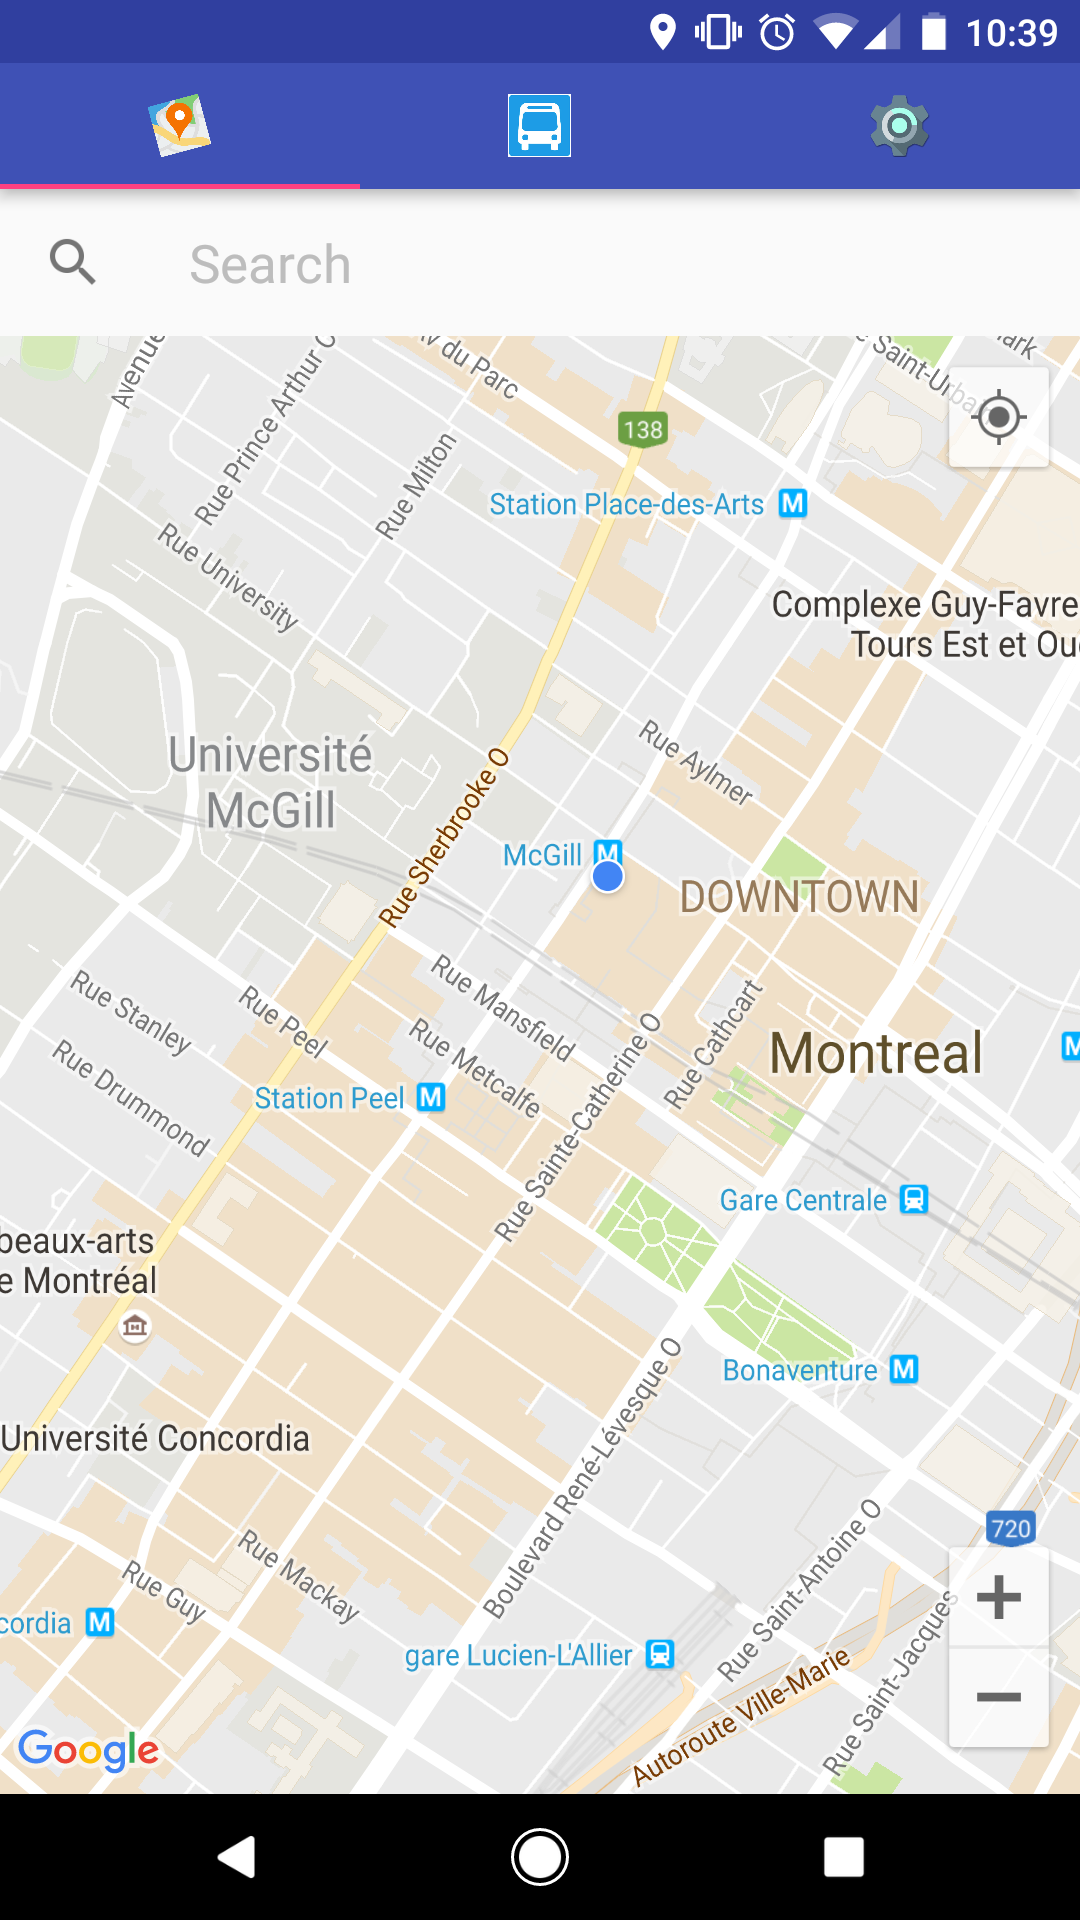 10:39
Search
Avenue
Rue Prince Arthur O
Rue Milton
du Parc
Saint-Urbain
138
Station Place-des-Arts M
Rue University
Complexe Guy-Favre
Tours Est et Ou
Université
McGill
Rue Sherbrooke O
Rue Aylmer
McGill M
DOWNTOWN
Rue Stanley
Rue Peel
Rue Mansfield
Rue Cathcart
Rue Drummond
Rue Metcalfe
Rue Sainte-Catherine O
Montreal
M
Station Peel M
Gare Centrale
beaux-arts
e Montréal
Bonaventure M
Université Concordia
Boulevard René-Lévesque O
Rue Saint-Antoine O
720
Rue Guy
Rue Mackay
cordia M
gare Lucien-L'Allier
Autoroute Ville-Marie
Rue Saint-Jacques
Google